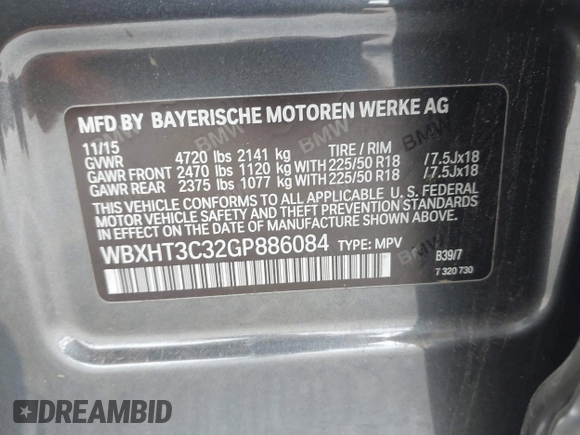 MFD BY BAYERISCHE MOTOREN WERKE AG
11/15 TIRE / RIM
GVWR 4720 lbs 2141 kg
GAWR FRONT 2470 lbs 1120 kg WITH 225/50 R18 /7.5Jx18
GAWR REAR 2375 lbs 1077 kg WITH 225/50 R18 /7.5Jx18
THIS VEHICLE CONFORMS TO ALL APPLICABLE U. S. FEDERAL
MOTOR VEHICLE SAFETY, BUMPER, AND THEFT PREVENTION STANDARDS
IN EFFECT ON THE DATE OF MANUFACTURE SHOWN ABOVE.
WBXHT3C32GP886084 TYPE: MPV B39/7
7 320 730
DREAMBID